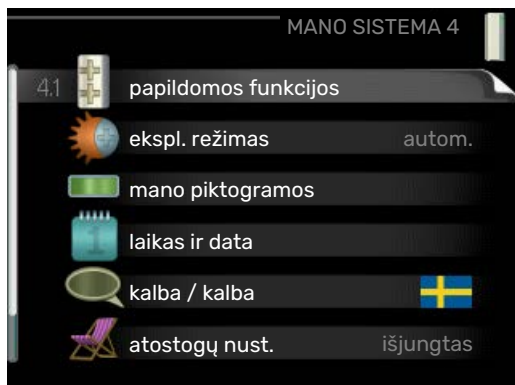 MANO SISTEMA 4
4.1 papildomos funkcijos
ekspl. režimas autom.
mano piktogramos
1 laikas ir data
kalba / kalba
atostogų nust. išjungtas